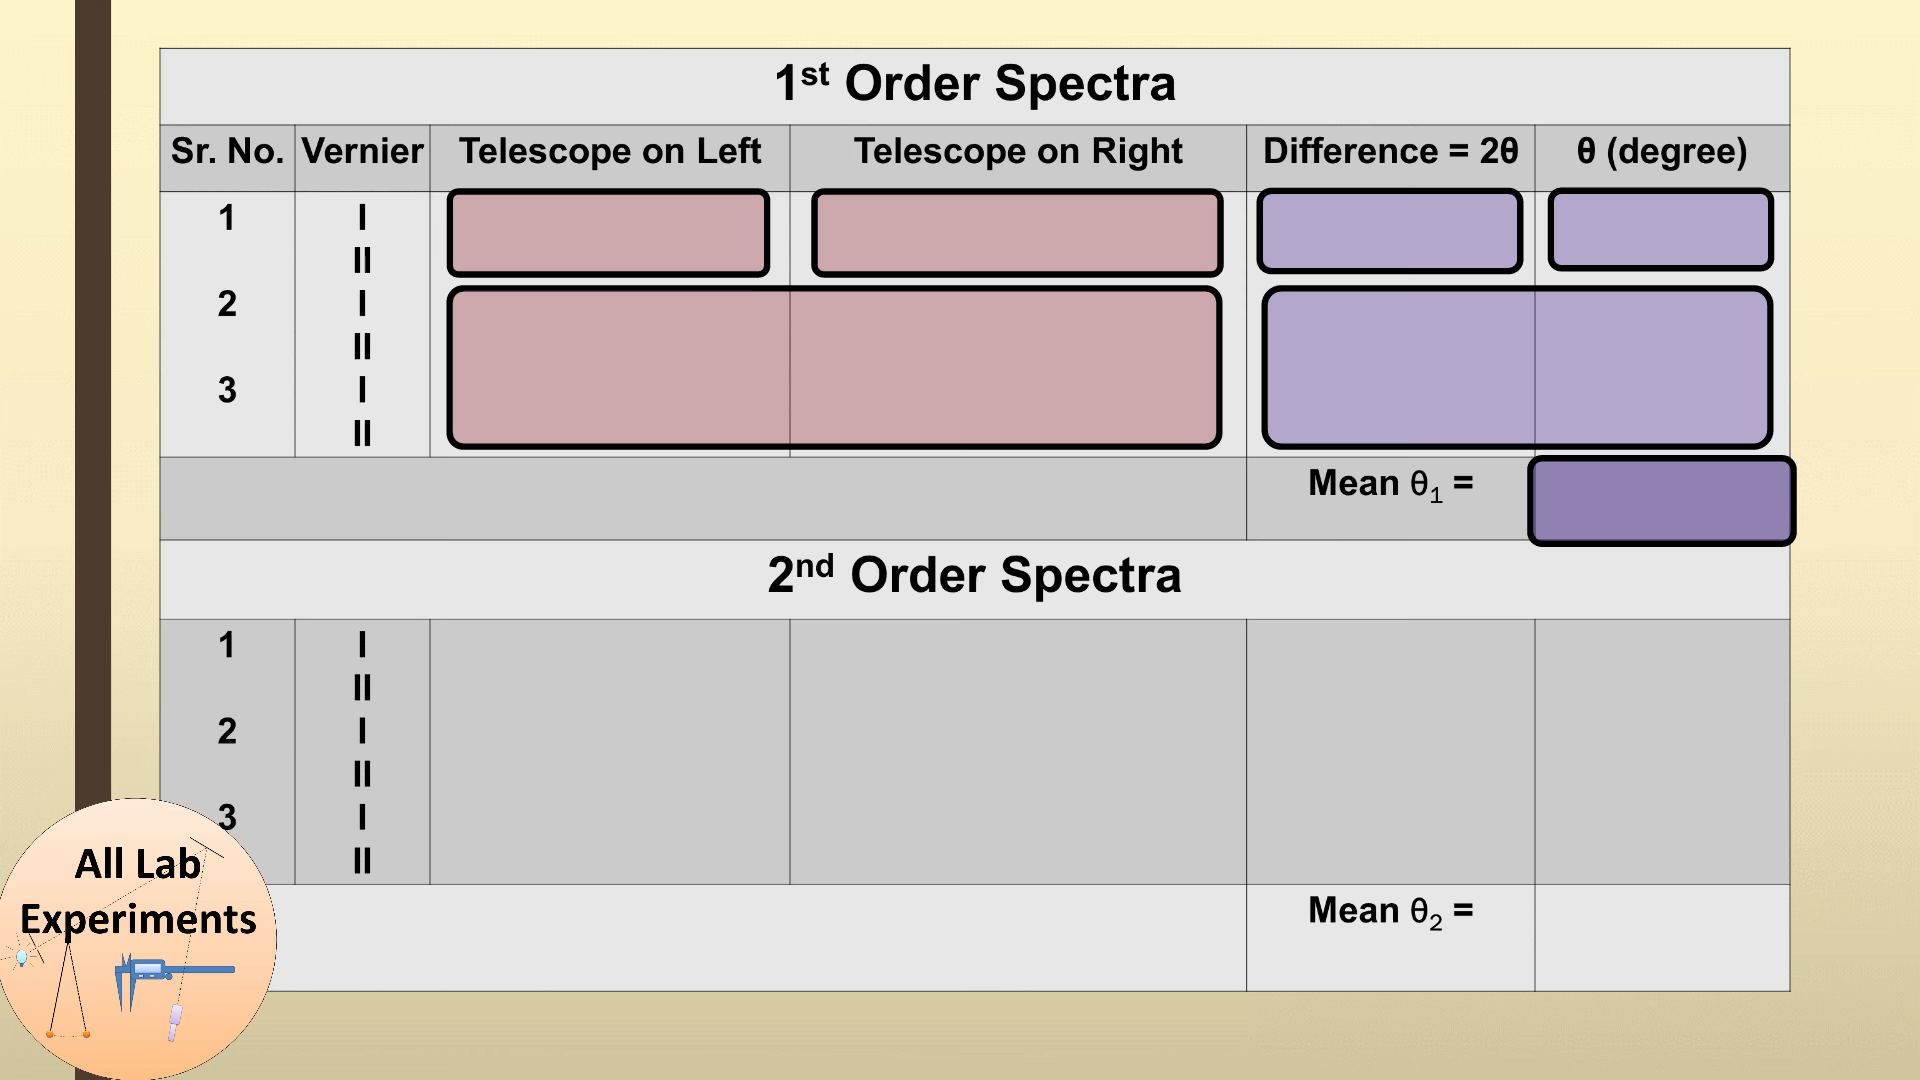 1st Order Spectra
Sr. No. Vernier Telescope on Left Telescope on Right Difference = 2θ θ (degree)
1 I
II
2 I
II
3 I
II
Mean θ1 =
2nd Order Spectra
1 I
II
2 I
II
3 I
II
Mean θ2 =
All Lab
Experiments